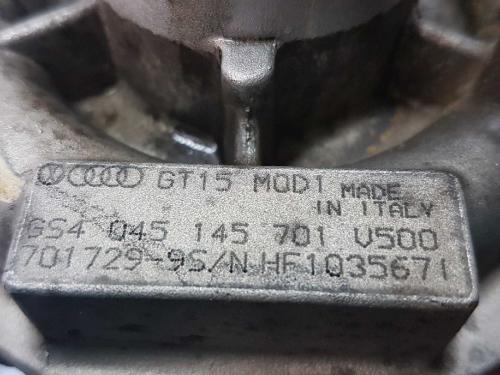 GT15 MOD1 MADE IN ITALY
GS4 045 145 701 V500
701729-9S/N HF1035671